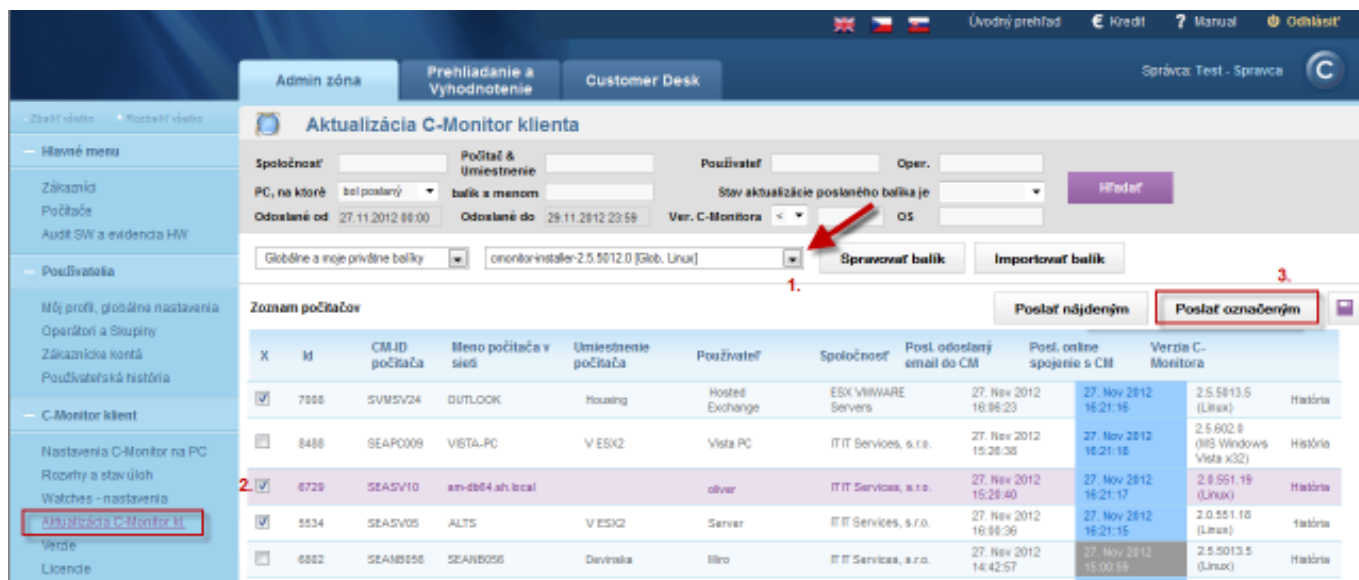 Úvodný prehľad € Kredit ? Manual Odhlásiť
Admin zóna
Prehliadanie a Vyhodnotenie
Customer Desk
Správca: Test - Spravca
- Zbaliť všetko + Rozbaliť všetko
Hlavné menu
Zákazníci
Počítače
Audit SW a evidencia HW
Používatelia
Môj profil, globálne nastavenia
Operátori a Skupiny
Zákaznícke kontá
Používateľská história
C-Monitor klient
Nastavenia C-Monitor na PC
Rozvrhy a stav úloh
Watches - nastavenia
Aktualizácia C-Monitor kl.
Verzie
Licencie
Aktualizácia C-Monitor klienta
Spoločnosť Počítač & Umiestnenie Používateľ Oper.
PC, na ktoré bol poslaný balík s menom Stav aktualizácie poslaného balíka je Hľadať
Odoslané od 27.11.2012 00:00 Odoslané do 29.11.2012 23:59 Ver. C-Monitora < OS
Globálne a moje privátne balíky cmonitor-installer-2.5.5012.0 [Glob. Linux] Spravovať balík Importovať balík
1.
3.
Zoznam počítačov Poslať nájdeným Poslať označeným
X Id CM-ID počítača Meno počítača v sieti Umiestnenie počítača Používateľ Spoločnosť Posl. odoslaný email do CM Posl. online spojenie s CM Verzia C-Monitora
7008 SVMSV24 OUTLOOK Housing Hosted Exchange ESX VMWARE Servers 27. Nov 2012 16:06:23 27. Nov 2012 16:21:16 2.5.5013.5 (Linux) História
8488 SEAPC009 VISTA-PC V ESX2 Vista PC IT IT Services, s.r.o. 27. Nov 2012 15:26:38 27. Nov 2012 16:21:18 2.5.602.0 (MS Windows Vista x32) História
2. 6729 SEASV10 am-db64.ah.local oliver IT IT Services, s.r.o. 27. Nov 2012 15:20:40 27. Nov 2012 16:21:17 2.0.551.19 (Linux) História
5534 SEASV05 ALTS V ESX2 Server IT IT Services, s.r.o. 27. Nov 2012 16:00:36 27. Nov 2012 16:21:15 2.0.551.18 (Linux) História
6802 SEANB056 SEANB056 Devinska Miro IT IT Services, s.r.o. 27. Nov 2012 14:42:57 27. Nov 2012 15:00:59 2.5.5013.5 (Linux) História